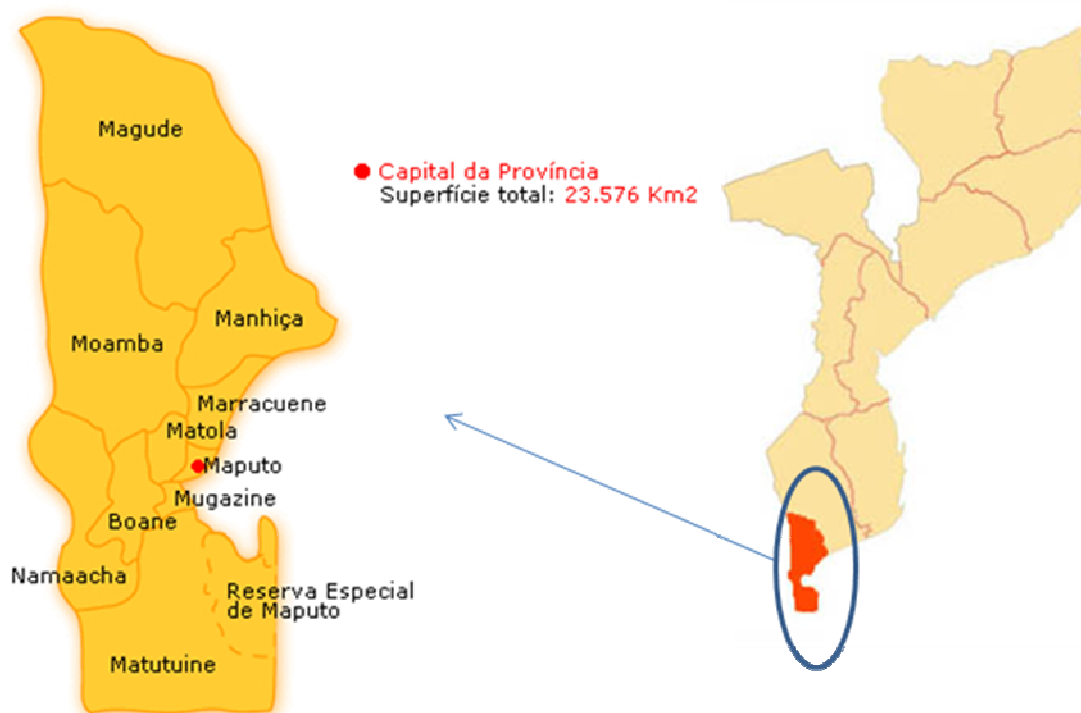 Magude
Capital da Província
Superfície total: 23.576 Km2
Manhiça
Moamba
Marracuene
Matola
Maputo
Mugazine
Boane
Namaacha
Reserva Especial
de Maputo
Matutuine